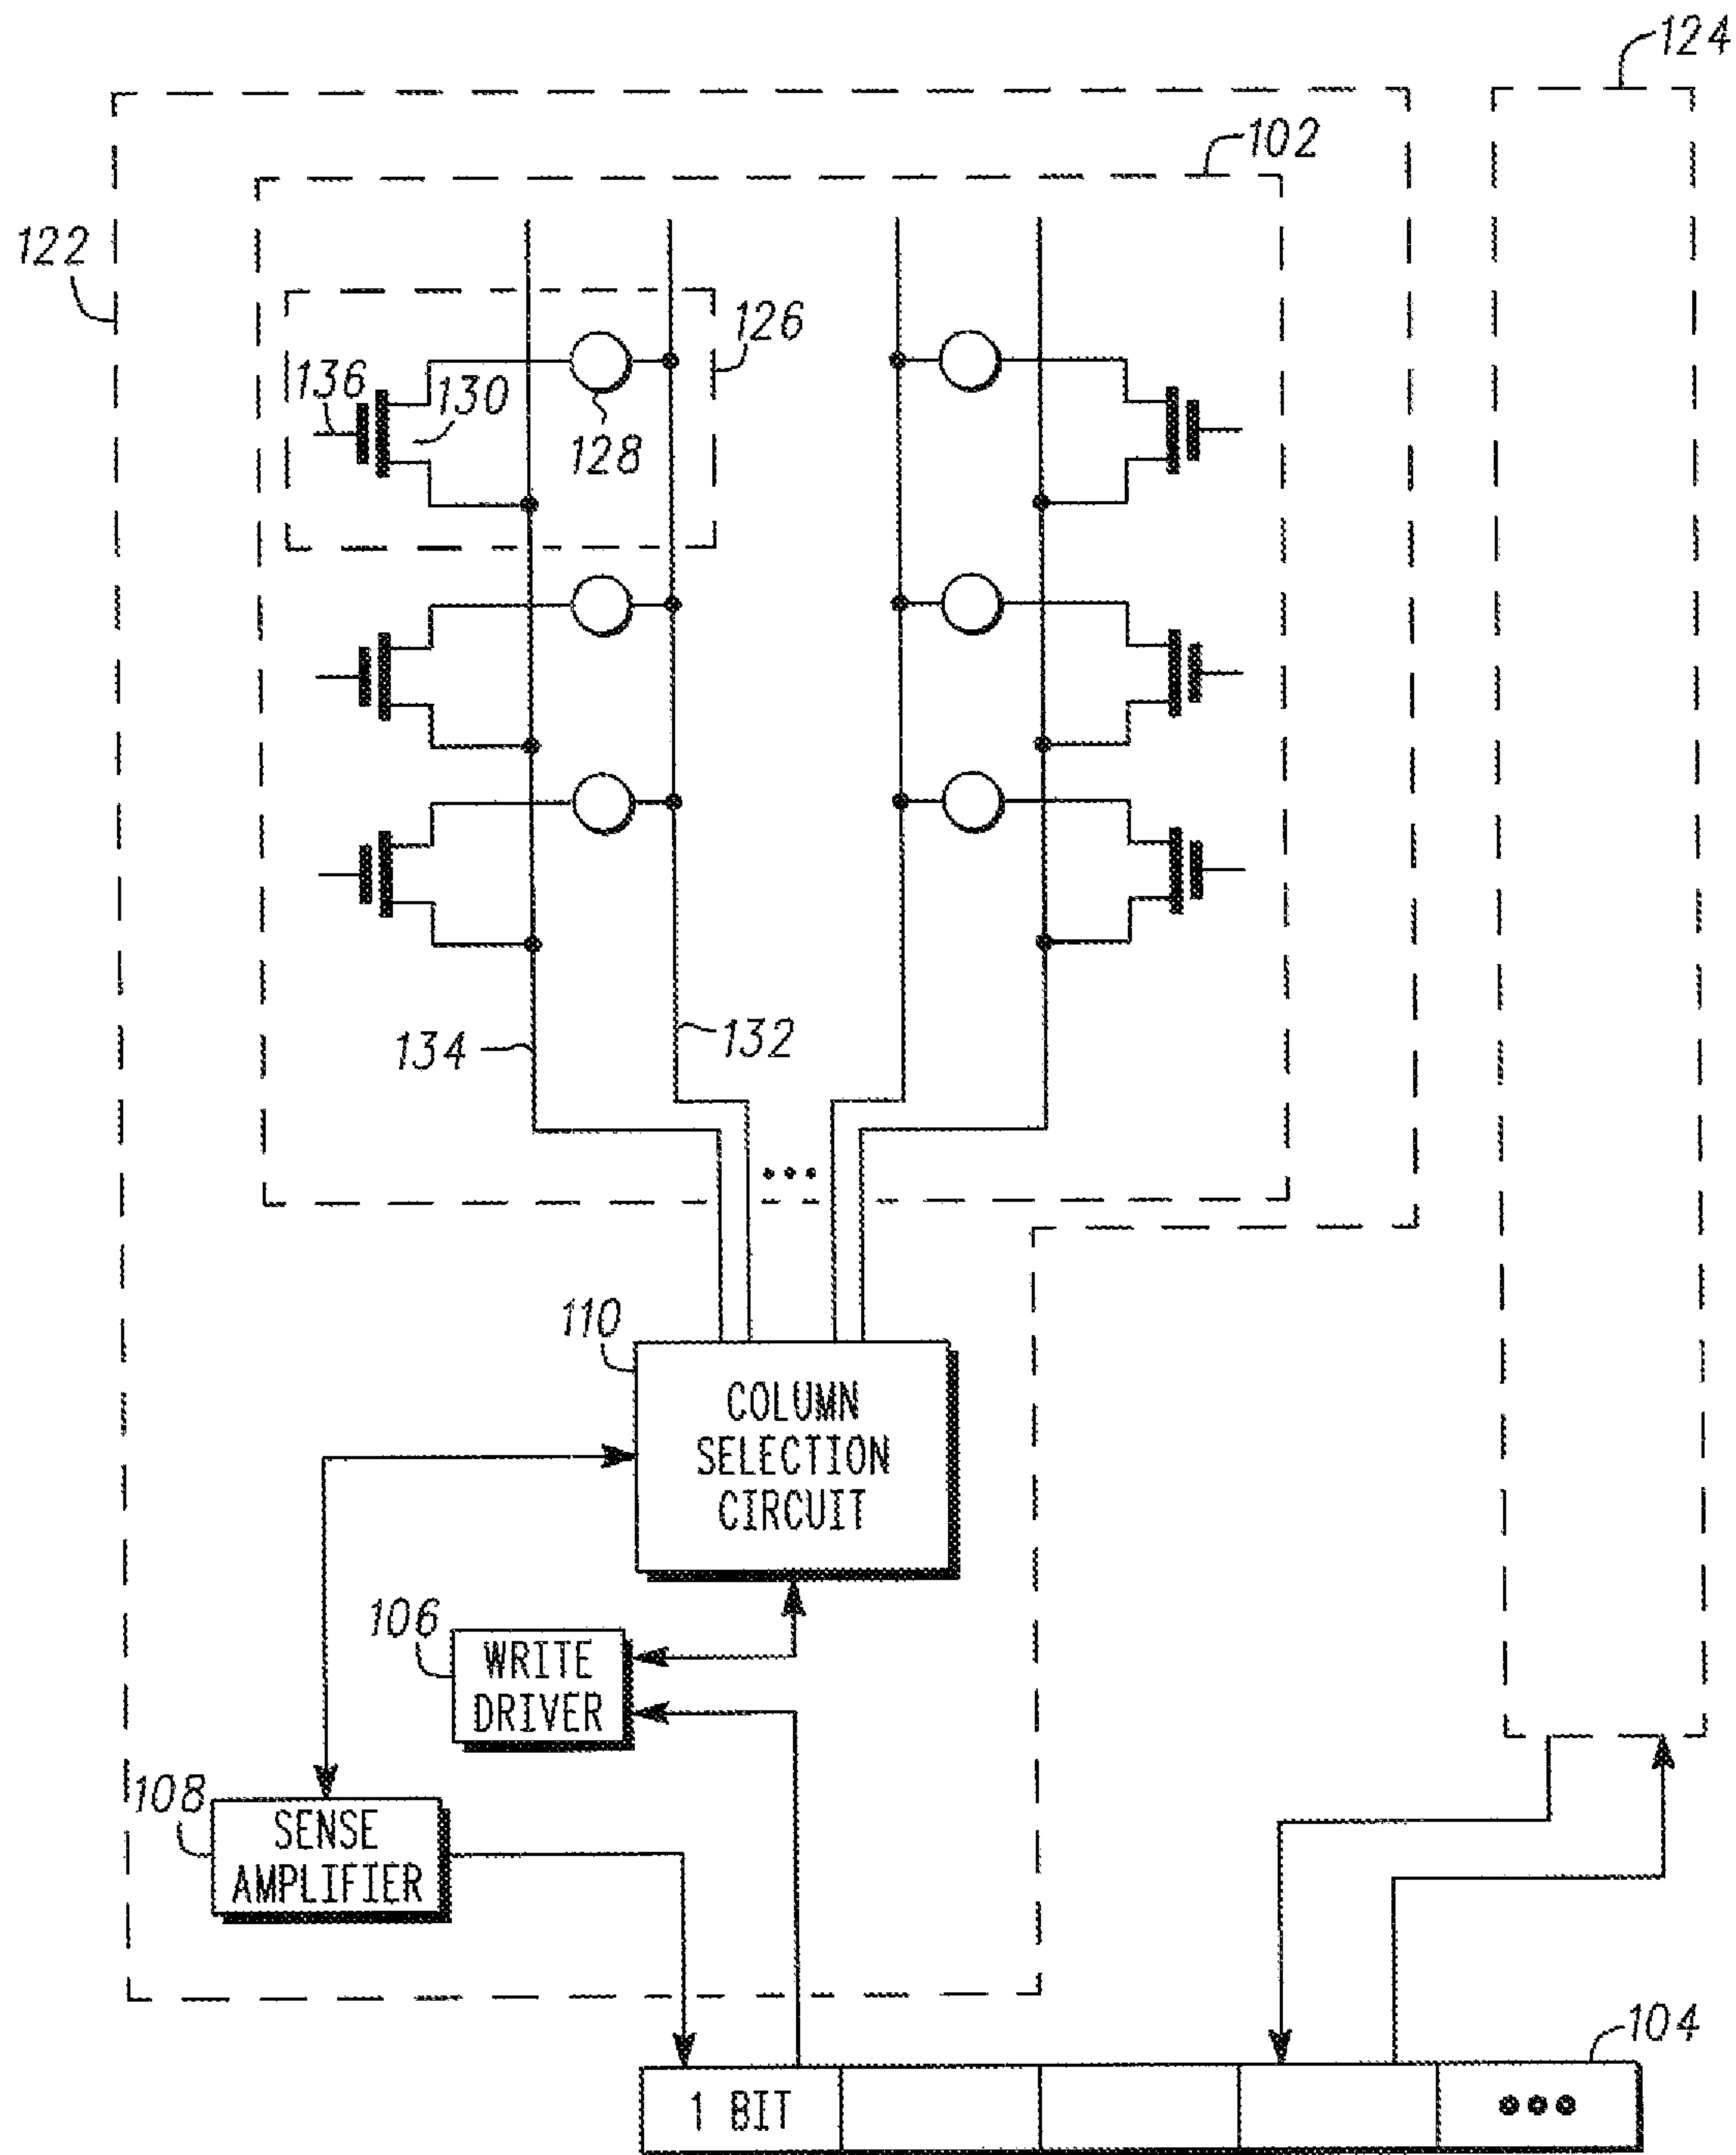 124
102
122
126
136
130
128
134
132
110
COLUMN
SELECTION
CIRCUIT
106
WRITE
DRIVER
108
SENSE
AMPLIFIER
104
1 BIT